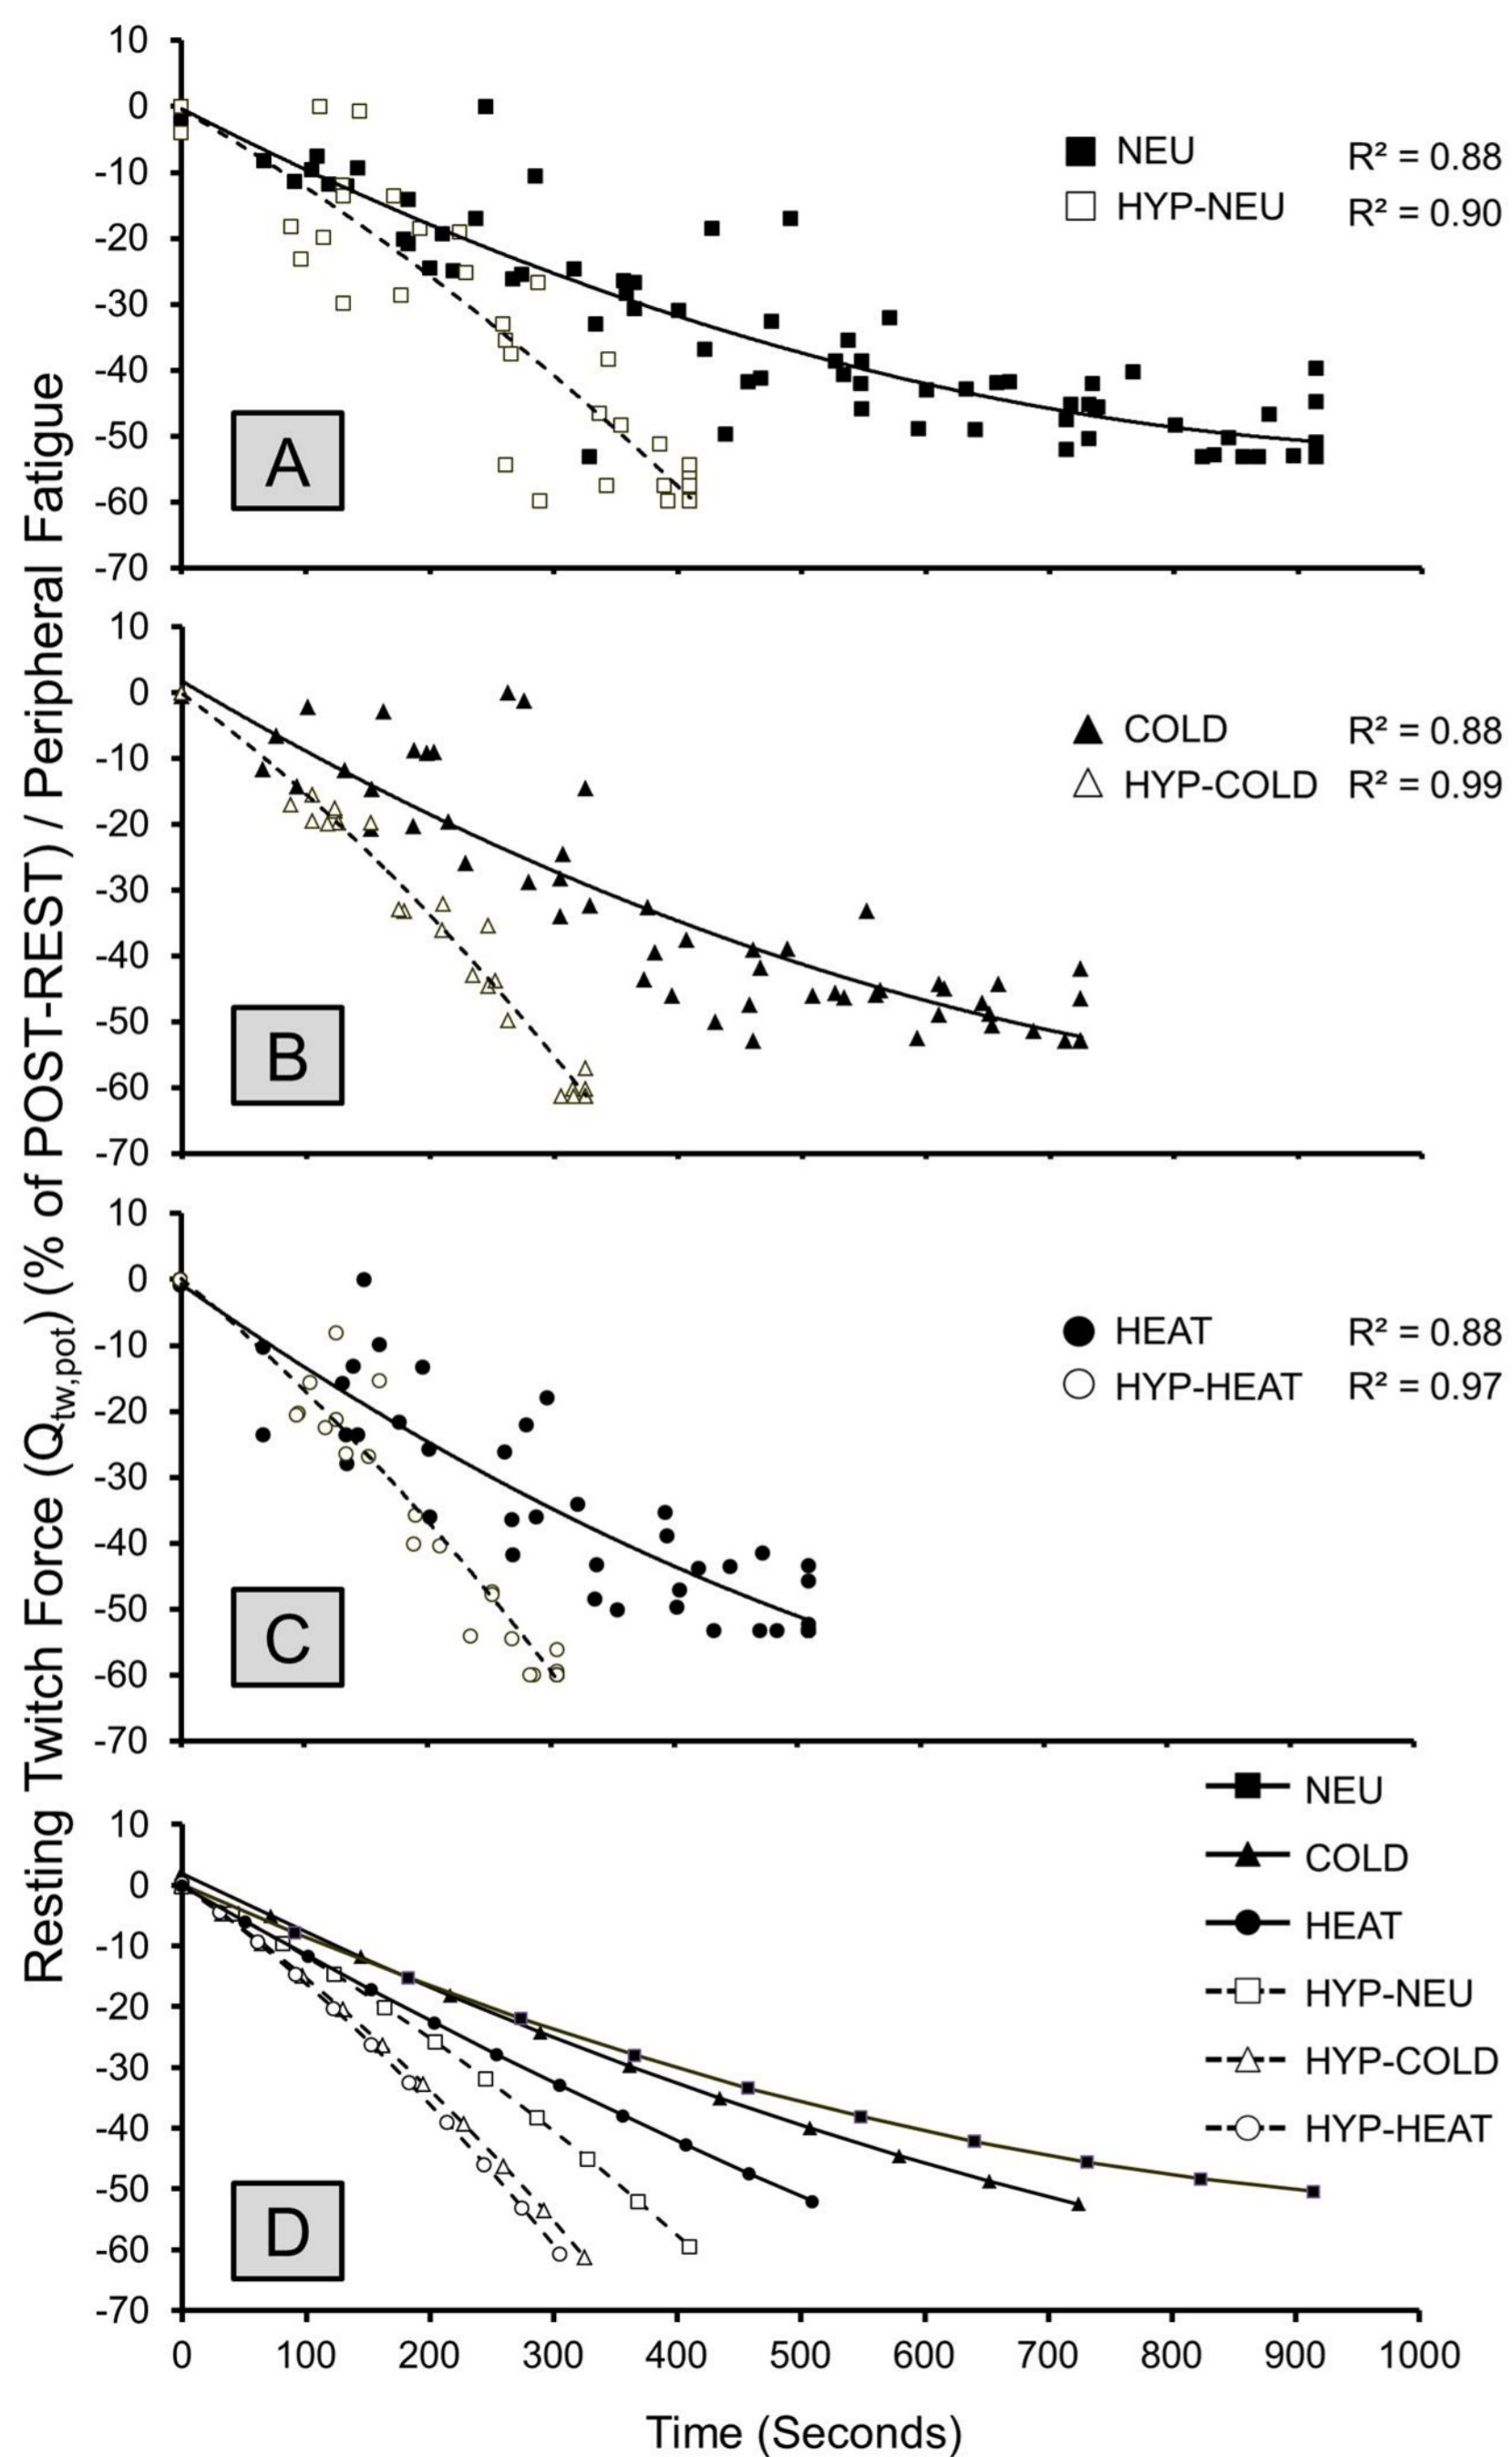 Resting Twitch Force (Qtw,pot) (% of POST-REST) / Peripheral Fatigue
10
0
-10
-20
-30
-40
-50
-60
-70
NEU R² = 0.88
HYP-NEU R² = 0.90
A
10
0
-10
-20
-30
-40
-50
-60
-70
COLD R² = 0.88
HYP-COLD R² = 0.99
B
10
0
-10
-20
-30
-40
-50
-60
-70
HEAT R² = 0.88
HYP-HEAT R² = 0.97
C
10
0
-10
-20
-30
-40
-50
-60
-70
NEU
COLD
HEAT
HYP-NEU
HYP-COLD
HYP-HEAT
D
0 100 200 300 400 500 600 700 800 900 1000
Time (Seconds)